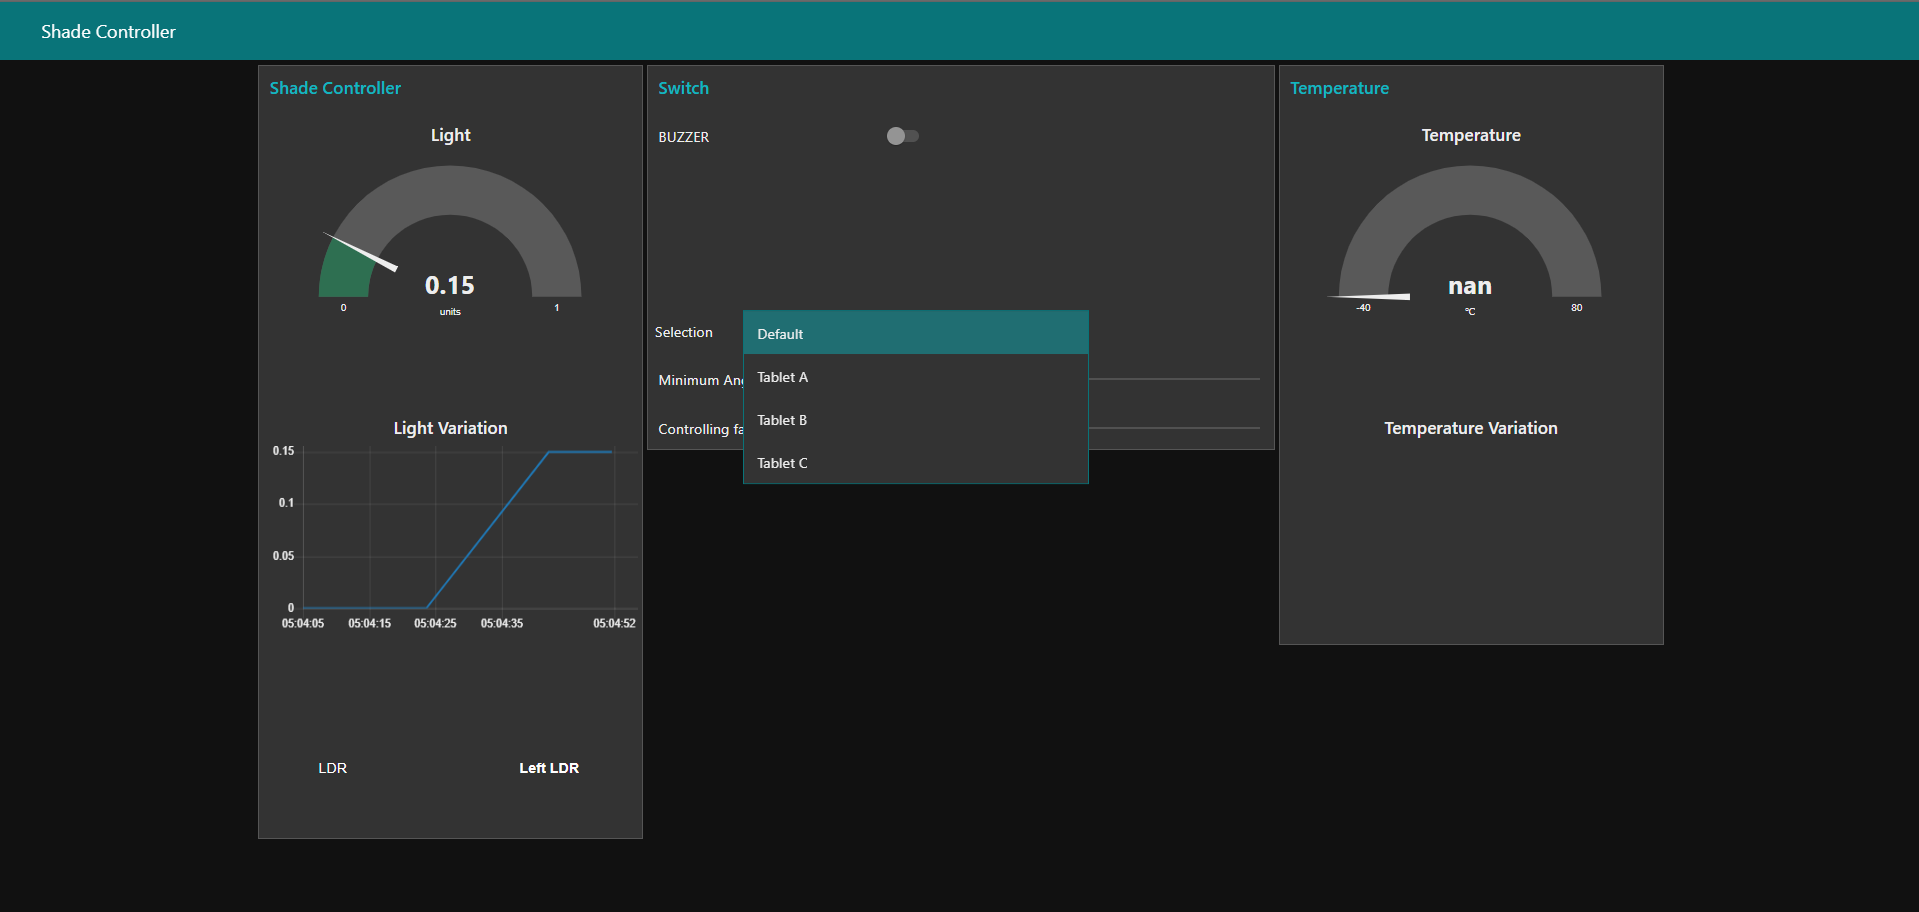 Shade Controller
Shade Controller
Light
0.15
0
units
1
Light Variation
0.15
0.1
0.05
0
05:04:05 05:04:15 05:04:25 05:04:35 05:04:52
LDR Left LDR
Switch
BUZZER
Selection
Default
Tablet A
Tablet B
Tablet C
Minimum Ang
Controlling fa
Temperature
Temperature
nan
-40
°C
80
Temperature Variation